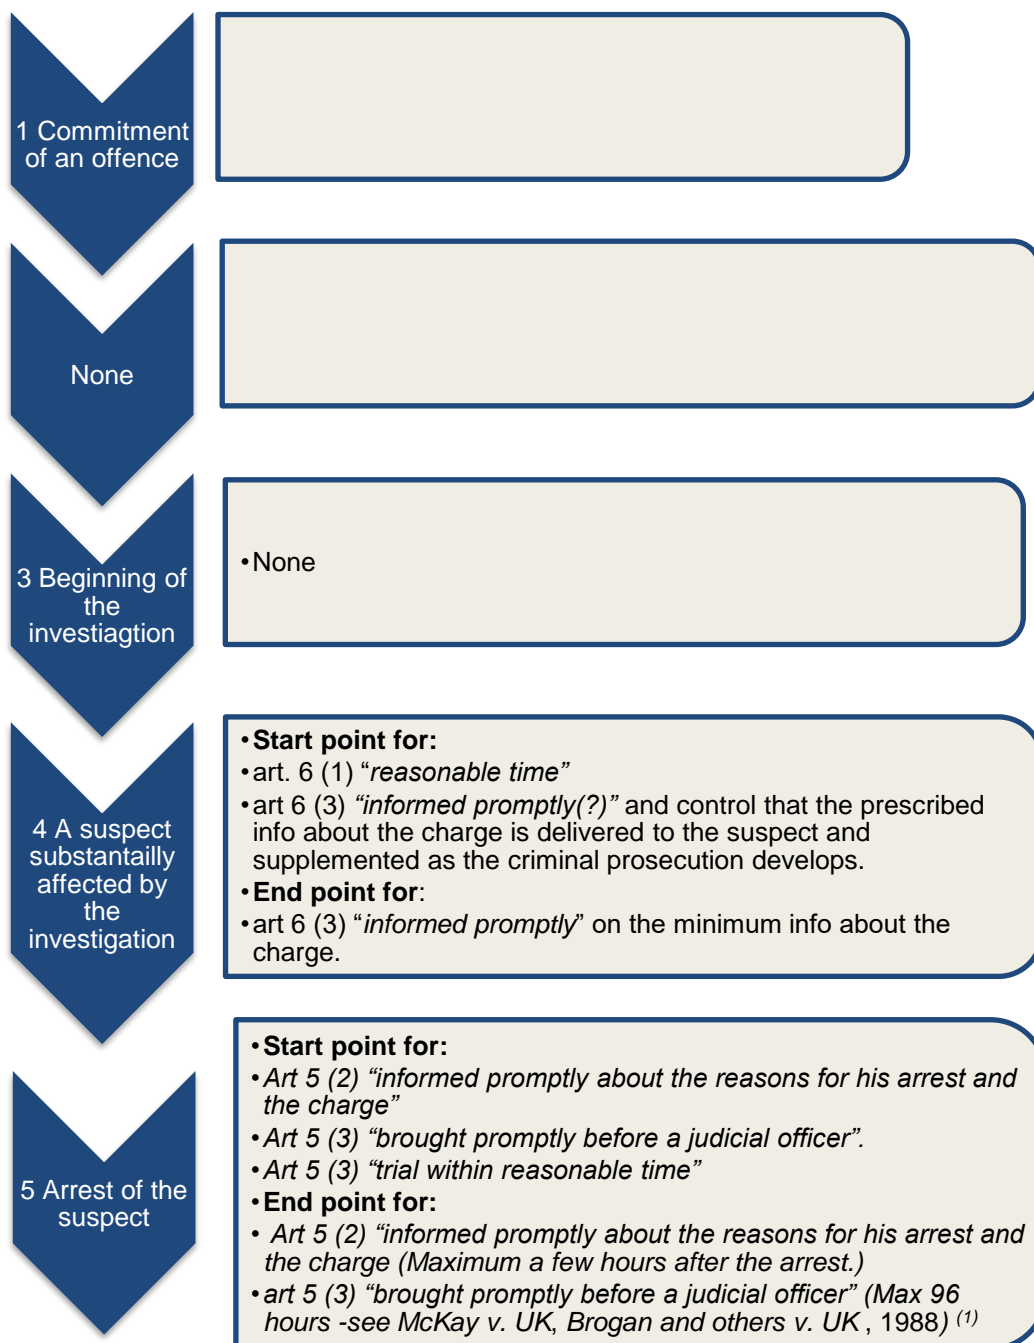 1 Commitment
of an offence
None
3 Beginning of
the
investiagtion
•None
4 A suspect
substantailly
affected by
the
investigation
•Start point for:
•art. 6 (1) “reasonable time”
•art 6 (3) “informed promptly(?)” and control that the prescribed
info about the charge is delivered to the suspect and
supplemented as the criminal prosecution develops.
•End point for:
•art 6 (3) “informed promptly” on the minimum info about the
charge.
5 Arrest of the
suspect
•Start point for:
•Art 5 (2) “informed promptly about the reasons for his arrest and
the charge”
•Art 5 (3) “brought promptly before a judicial officer”.
•Art 5 (3) “trial within reasonable time”
•End point for:
• Art 5 (2) “informed promptly about the reasons for his arrest and
the charge (Maximum a few hours after the arrest.)
•art 5 (3) “brought promptly before a judicial officer” (Max 96
hours -see McKay v. UK, Brogan and others v. UK , 1988) (1)